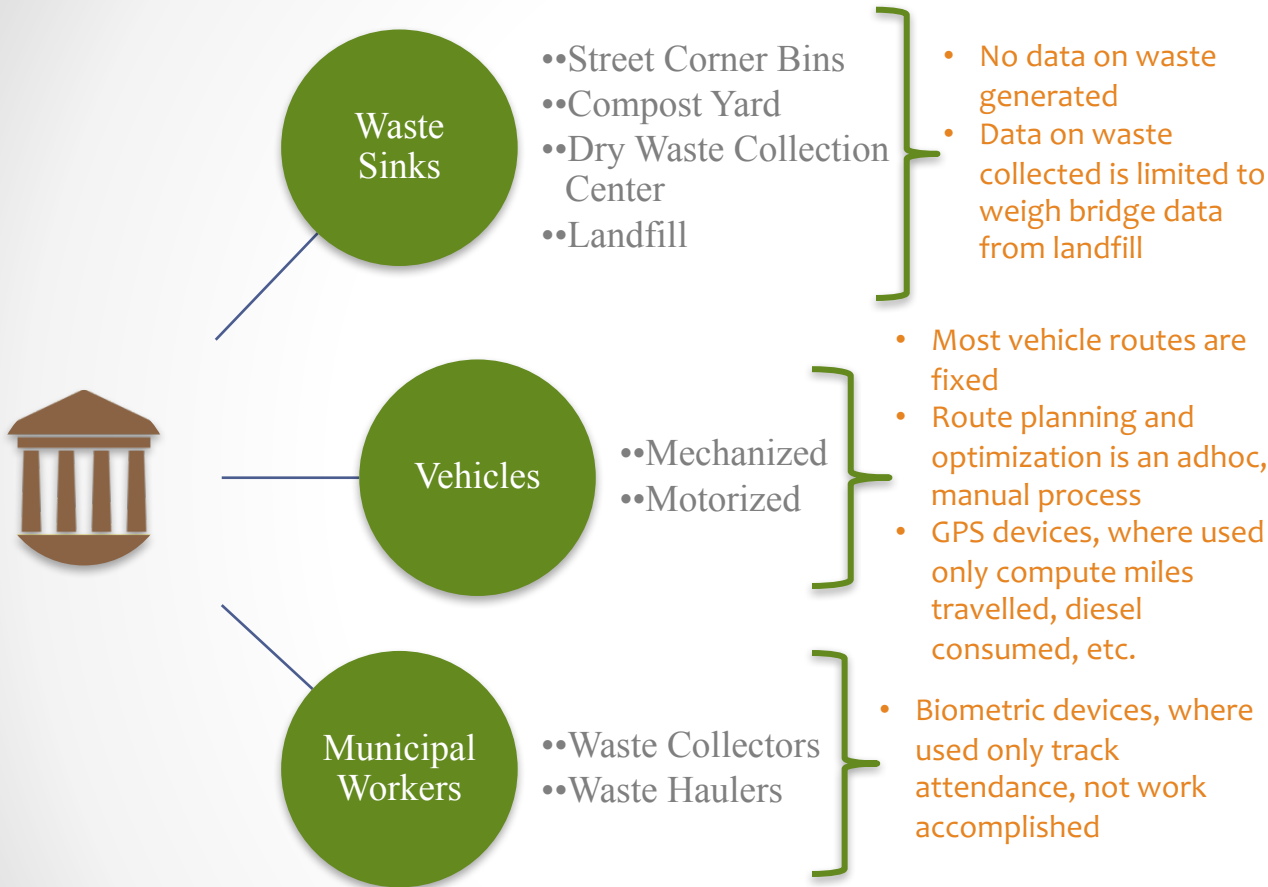 Waste
Sinks
••Street Corner Bins
••Compost Yard
••Dry Waste Collection
Center
••Landfill
• No data on waste
generated
• Data on waste
collected is limited to
weigh bridge data
from landfill
Vehicles
••Mechanized
••Motorized
• Most vehicle routes are
fixed
• Route planning and
optimization is an adhoc,
manual process
• GPS devices, where used
only compute miles
travelled, diesel
consumed, etc.
Municipal
Workers
••Waste Collectors
••Waste Haulers
• Biometric devices, where
used only track
attendance, not work
accomplished